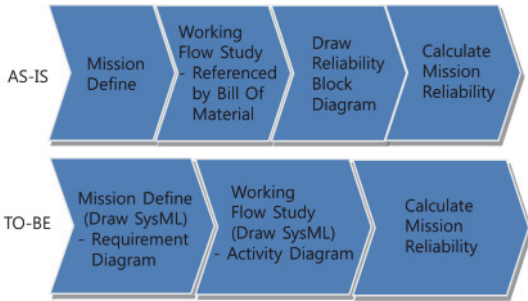 AS-IS
Mission
Define
Working
Flow Study
- Referenced
by Bill Of
Material
Draw
Reliability
Block
Diagram
Calculate
Mission
Reliability
TO-BE
Mission Define
(Draw SysML)
- Requirement
Diagram
Working
Flow Study
(Draw SysML)
- Activity Diagram
Calculate
Mission
Reliability